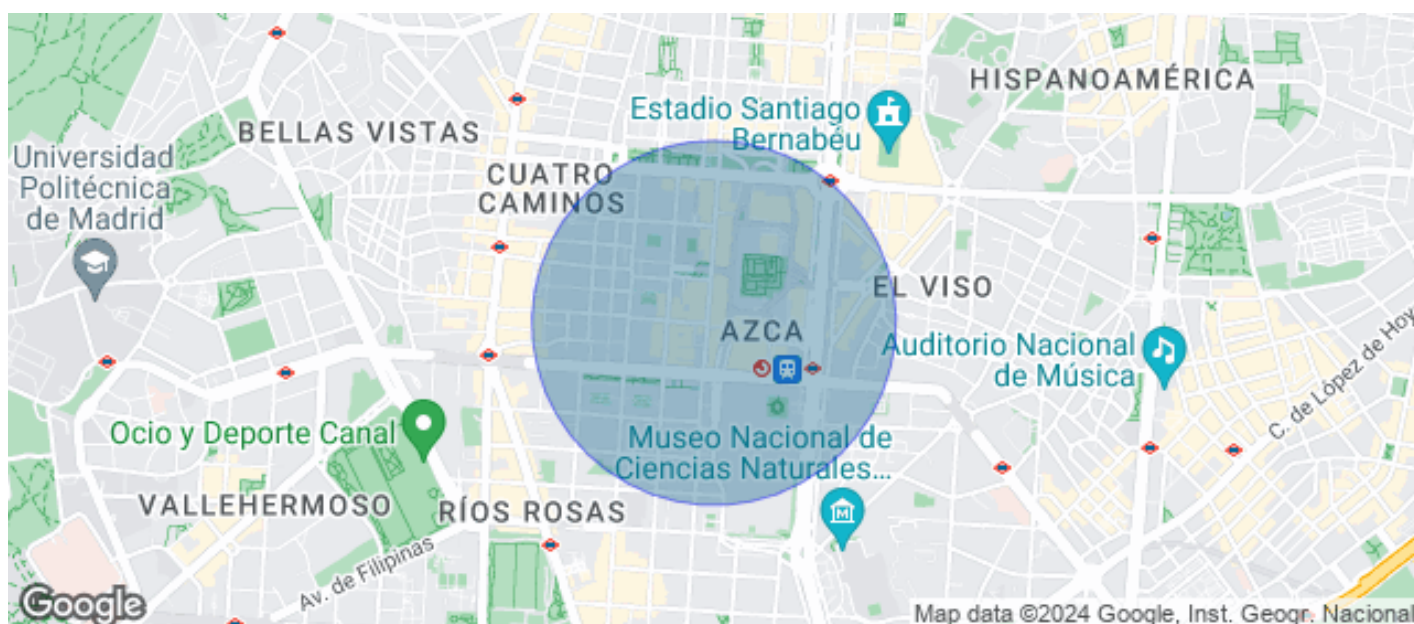 HISPANOAMÉRICA
Estadio Santiago
Bernabéu
BELLAS VISTAS
Universidad
Politécnica
de Madrid
CUATRO
CAMINOS
EL VISO
AZCA
Auditorio Nacional
de Música
C. de López de Hoy
Ocio y Deporte Canal
Museo Nacional de
Ciencias Naturales...
VALLEHERMOSO
RÍOS ROSAS
M
Av. de Filipinas
Google
Map data ©2024 Google, Inst. Geogr. Nacional